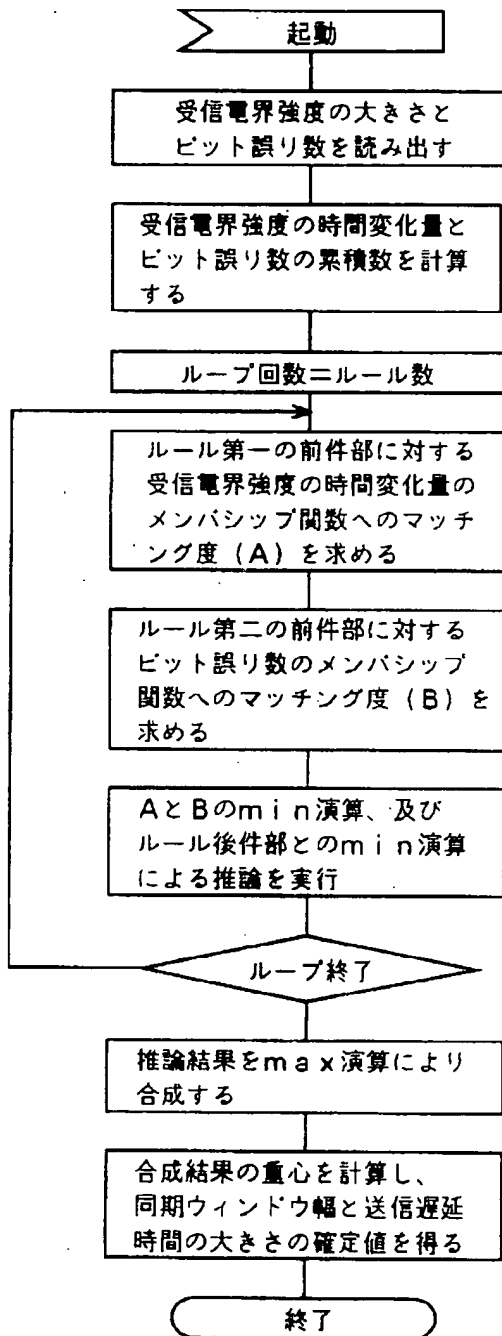 起動
受信電界強度の大きさと
ビット誤り数を読み出す
受信電界強度の時間変化量と
ビット誤り数の累積数を計算
する
ループ回数＝ルール数
ルール第一の前件部に対する
受信電界強度の時間変化量の
メンバシップ関数へのマッチ
ング度（A）を求める
ルール第二の前件部に対する
ビット誤り数のメンバシップ
関数へのマッチング度（B）を
求める
AとBのｍｉｎ演算、及び
ルール後件部とのｍｉｎ演算
による推論を実行
ループ終了
推論結果をｍａｘ演算により
合成する
合成結果の重心を計算し、
同期ウィンドウ幅と送信遅延
時間の大きさの確定値を得る
終了